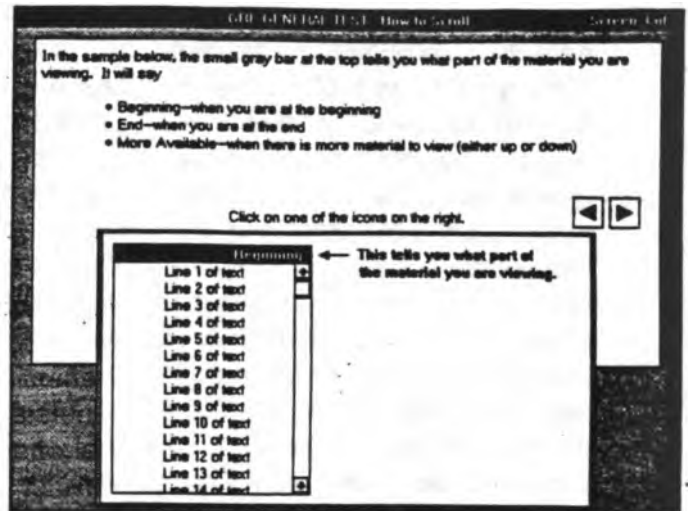 GRE GENERAL TEST How to Scroll
In the sample below, the small gray bar at the top tells you what part of the material you are
viewing. It will say
• Beginning—when you are at the beginning
• End—when you are at the end
• More Available—when there is more material to view (either up or down)
Click on one of the icons on the right.
Beginning
This tells you what part of
the material you are viewing.
Line 1 of text
Line 2 of text
Line 3 of text
Line 4 of text
Line 5 of text
Line 6 of text
Line 7 of text
Line 8 of text
Line 9 of text
Line 10 of text
Line 11 of text
Line 12 of text
Line 13 of text
Line 14 of text